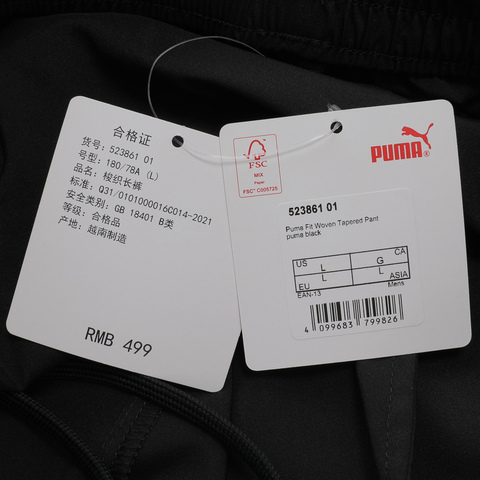 合格证
货号: 523861 01
号型: 180/78A (L)
品名: 梭织长裤
标准: Q31/0101000016C014-2021
安全类别: GB 18401 B类
等级: 合格品
产地: 越南制造
RMB 499
FSC
MIX
Paper
FSC® C005725
PUMA®
523861 01
Puma Fit Woven Tapered Pant
puma black
US L G CA
EU L L ASIA
EAN-13 Mens
4 099683 799826